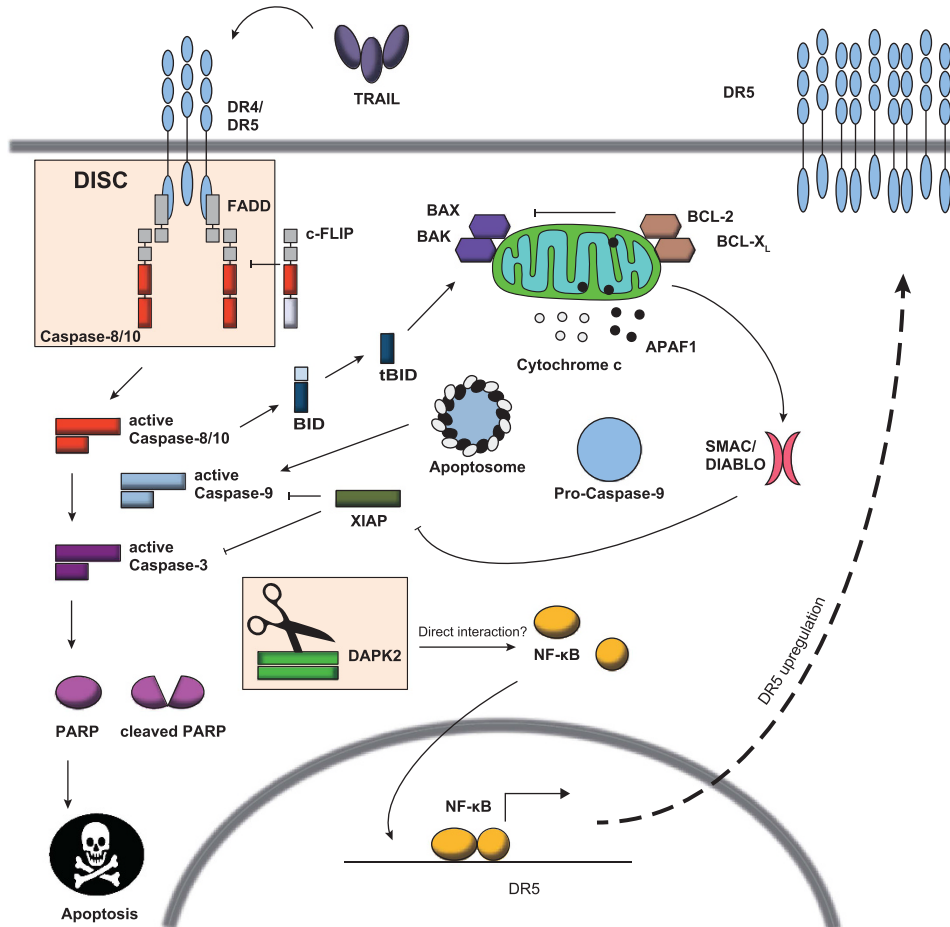 TRAIL
DR4/
DR5
DR5
DISC
FADD
c-FLIP
Caspase-8/10
BAX
BAK
BCL-2
BCL-XL
Cytochrome c
APAF1
tBID
BID
active
Caspase-8/10
Apoptosome
Pro-Caspase-9
SMAC/
DIABLO
active
Caspase-9
XIAP
active
Caspase-3
DAPK2
Direct interaction?
NF-κB
DR5 upregulation
PARP
cleaved PARP
NF-κB
DR5
Apoptosis